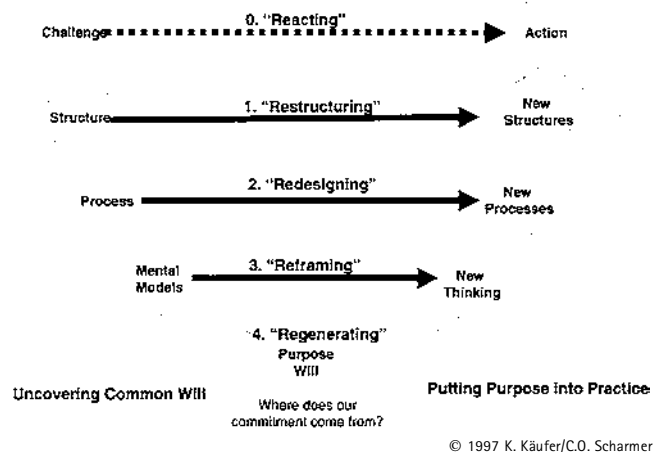 0. "Reacting"
Challenge
Action
1. "Restructuring"
Structure
New
Structures
2. "Redesigning"
Process
New
Processes
3. "Reframing"
Mental
Models
New
Thinking
4. "Regenerating"
Purpose
Will
Uncovering Common Will
Putting Purpose into Practice
Where does our
commitment come from?
© 1997 K. Käufer/C.O. Scharmer